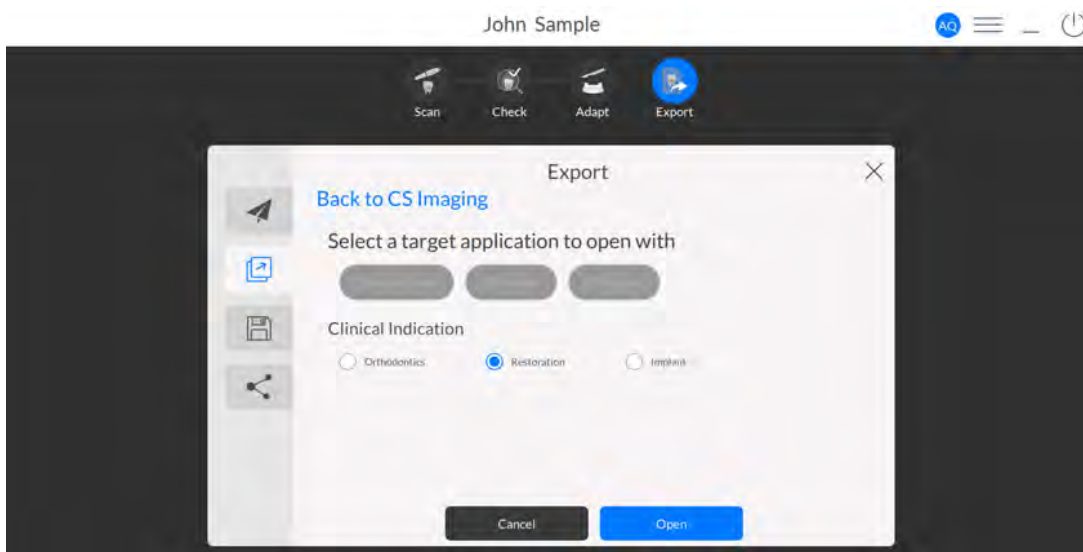 John Sample
AQ
Scan Check Adapt Export
Export
Back to CS Imaging
Select a target application to open with
Clinical Indication
Orthodontics Restoration Implant
Cancel Open